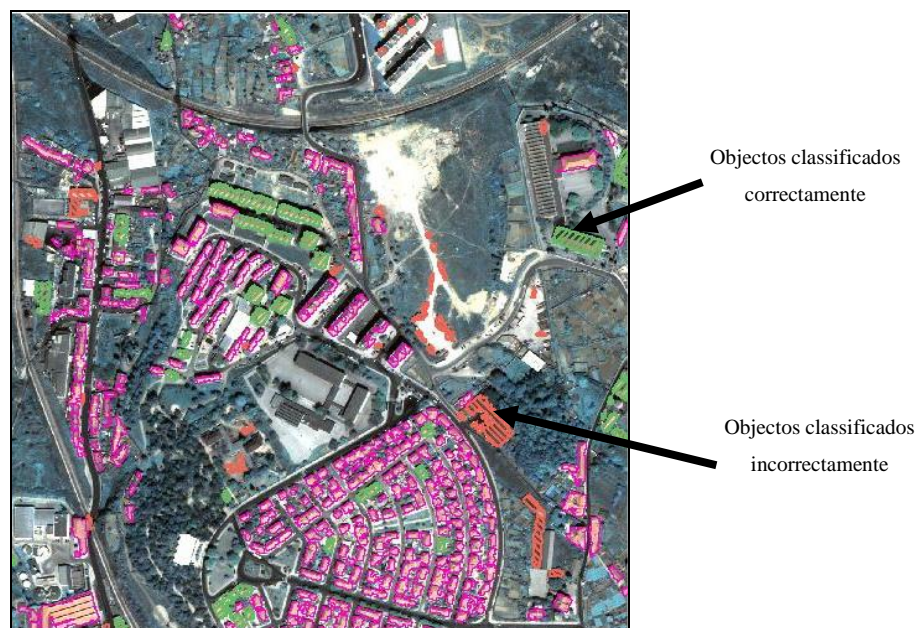 Objectos classificados
correctamente
Objectos classificados
incorrectamente